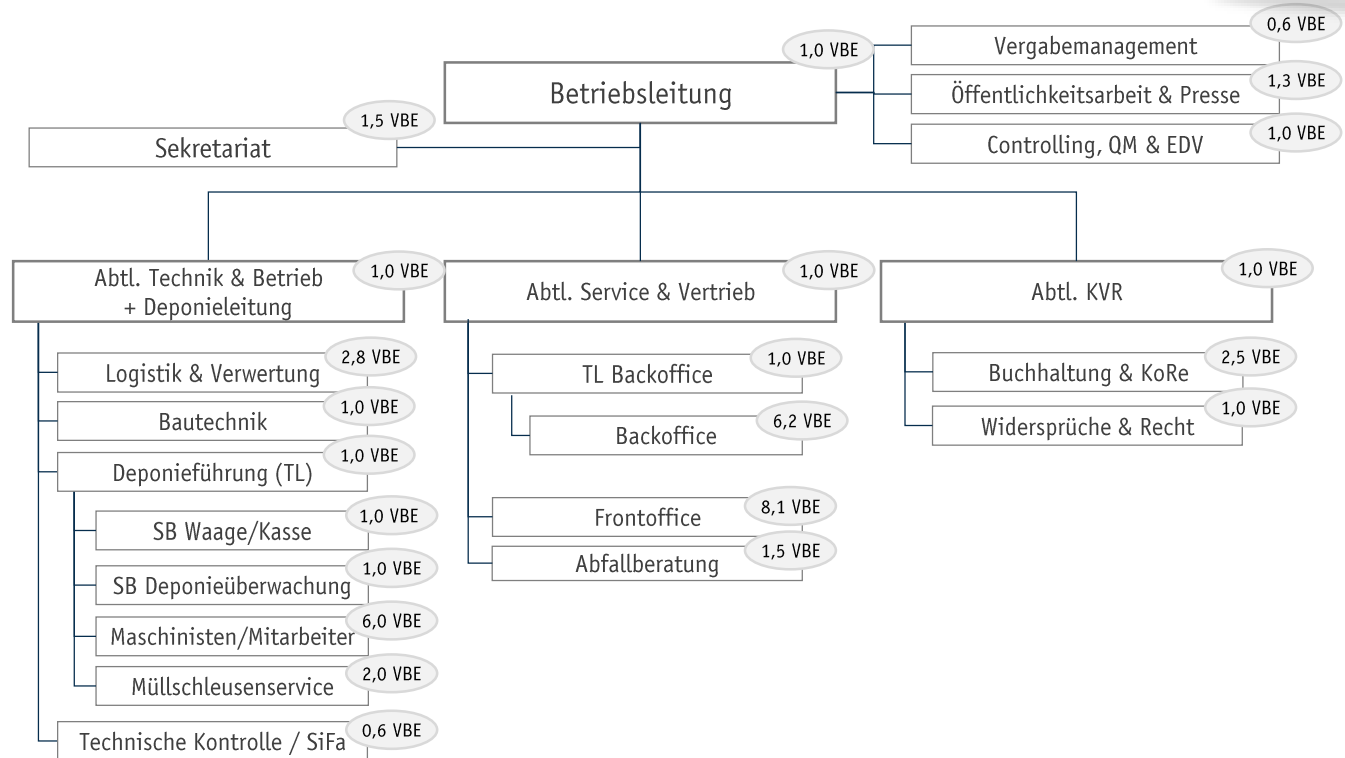 0,6 VBE
Vergabemanagement
1,0 VBE
Betriebsleitung
1,3 VBE
Öffentlichkeitsarbeit & Presse
1,5 VBE
Sekretariat
1,0 VBE
Controlling, QM & EDV
1,0 VBE
Abtl. Technik & Betrieb
+ Deponieleitung
1,0 VBE
Abtl. Service & Vertrieb
1,0 VBE
Abtl. KVR
2,8 VBE
Logistik & Verwertung
1,0 VBE
Bautechnik
1,0 VBE
Deponieführung (TL)
1,0 VBE
SB Waage/Kasse
1,0 VBE
SB Deponieüberwachung
6,0 VBE
Maschinisten/Mitarbeiter
2,0 VBE
Müllschleusenservice
0,6 VBE
Technische Kontrolle / SiFa
1,0 VBE
TL Backoffice
6,2 VBE
Backoffice
8,1 VBE
Frontoffice
1,5 VBE
Abfallberatung
2,5 VBE
Buchhaltung & KoRe
1,0 VBE
Widersprüche & Recht